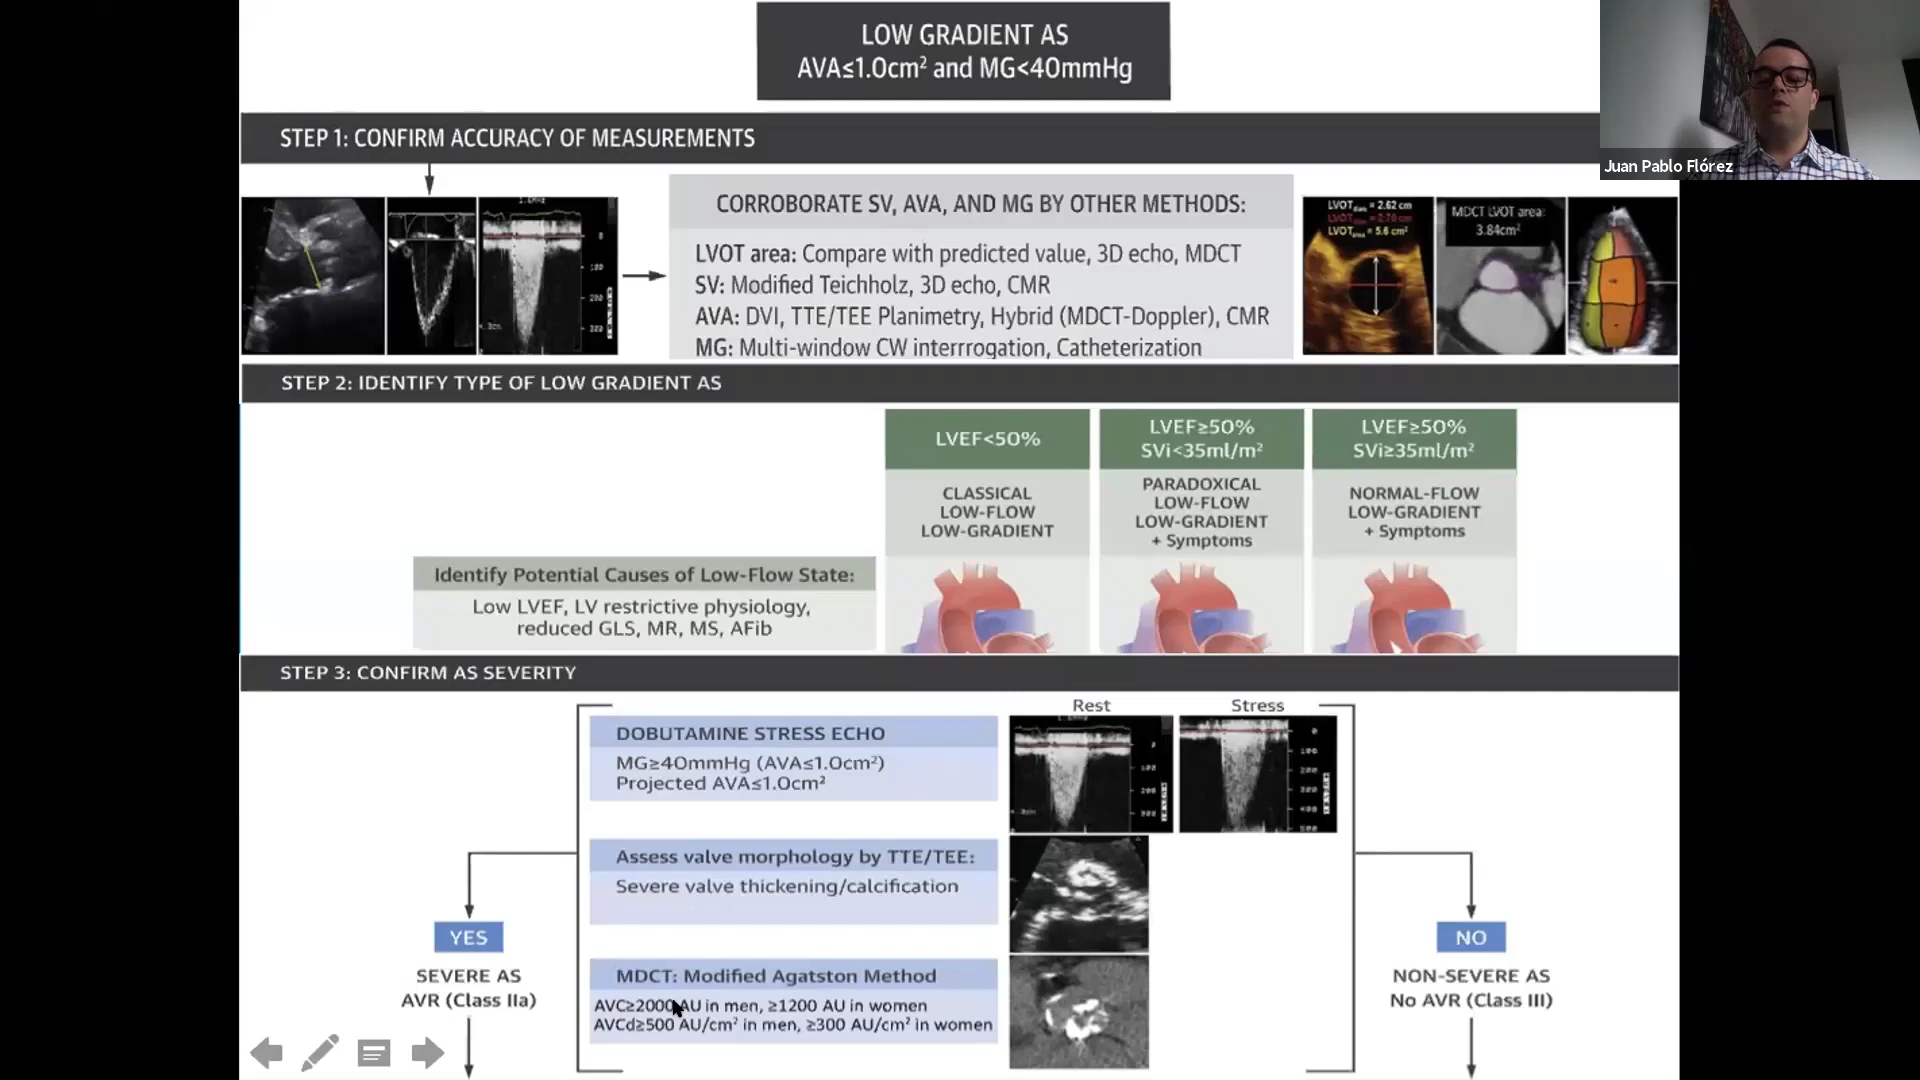 LOW GRADIENT AS
AVA≤1.0cm² and MG<40mmHg
Juan Pablo Flórez
STEP 1: CONFIRM ACCURACY OF MEASUREMENTS
CORROBORATE SV, AVA, AND MG BY OTHER METHODS:
LVOT area: Compare with predicted value, 3D echo, MDCT
SV: Modified Teichholz, 3D echo, CMR
AVA: DVI, TTE/TEE Planimetry, Hybrid (MDCT-Doppler), CMR
MG: Multi-window CW interrrogation, Catheterization
= 2.62 cm
= 5.6 cm²
MDCT LVOT area:
3.84cm²
STEP 2: IDENTIFY TYPE OF LOW GRADIENT AS
LVEF<50%
LVEF≥50%
SVi<35ml/m²
LVEF≥50%
SVi≥35ml/m²
CLASSICAL
LOW-FLOW
LOW-GRADIENT
PARADOXICAL
LOW-FLOW
LOW-GRADIENT
+ Symptoms
NORMAL-FLOW
LOW-GRADIENT
+ Symptoms
Identify Potential Causes of Low-Flow State:
Low LVEF, LV restrictive physiology,
reduced GLS, MR, MS, AFib
STEP 3: CONFIRM AS SEVERITY
Rest
Stress
DOBUTAMINE STRESS ECHO
MG≥40mmHg (AVA≤1.0cm²)
Projected AVA≤1.0cm²
Assess valve morphology by TTE/TEE:
Severe valve thickening/calcification
MDCT: Modified Agatston Method
AVC≥2000 AU in men, ≥1200 AU in women
AVCd≥500 AU/cm² in men, ≥300 AU/cm² in women
YES
SEVERE AS
AVR (Class IIa)
NO
NON-SEVERE AS
No AVR (Class III)